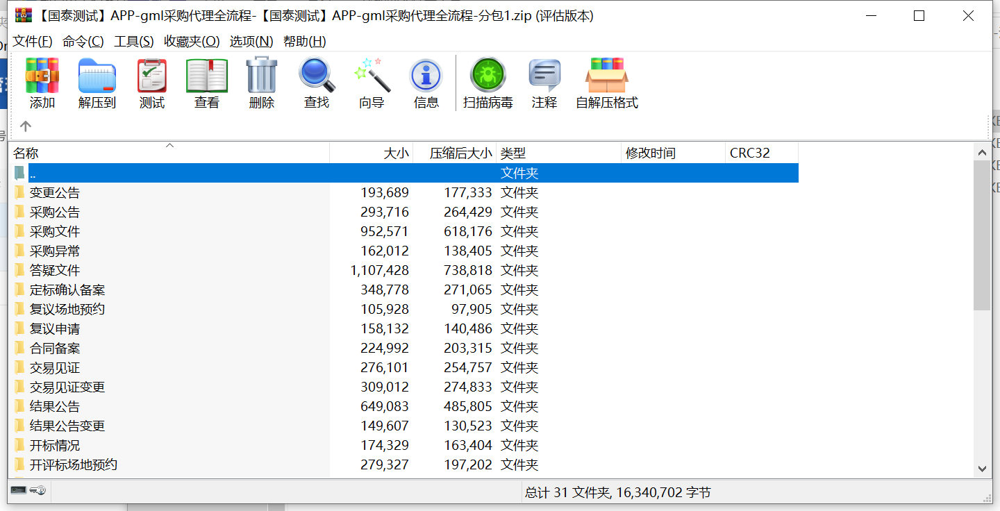 【国泰测试】APP-gml采购代理全流程-【国泰测试】APP-gml采购代理全流程-分包1.zip (评估版本)
文件(F) 命令(C) 工具(S) 收藏夹(O) 选项(N) 帮助(H)
添加 解压到 测试 查看 删除 查找 向导 信息 扫描病毒 注释 自解压格式
名称 大小 压缩后大小 类型 修改时间 CRC32
.. 文件夹
变更公告 193,689 177,333 文件夹
采购公告 293,716 264,429 文件夹
采购文件 952,571 618,176 文件夹
采购异常 162,012 138,405 文件夹
答疑文件 1,107,428 738,818 文件夹
定标确认备案 348,778 271,065 文件夹
复议场地预约 105,928 97,905 文件夹
复议申请 158,132 140,486 文件夹
合同备案 224,992 203,315 文件夹
交易见证 276,101 254,757 文件夹
交易见证变更 309,012 274,833 文件夹
结果公告 649,083 485,805 文件夹
结果公告变更 149,607 130,523 文件夹
开标情况 174,329 163,404 文件夹
开评标场地预约 279,327 197,202 文件夹
总计 31 文件夹, 16,340,702 字节